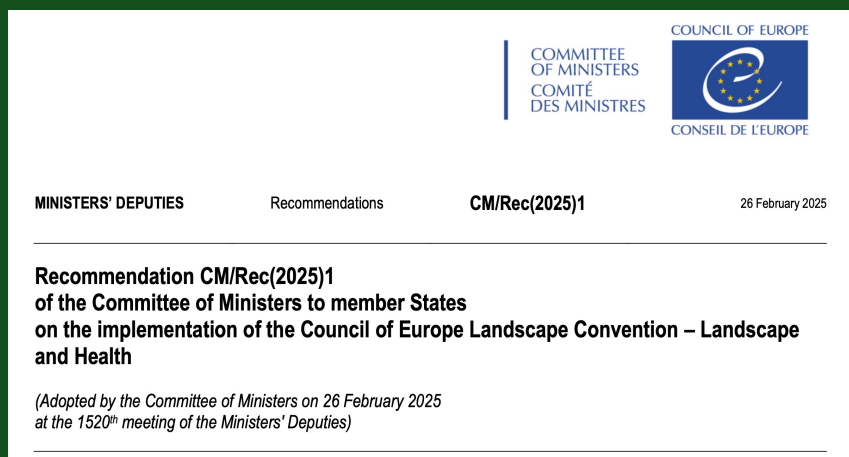 COUNCIL OF EUROPE
COMMITTEE
OF MINISTERS
COMITÉ
DES MINISTRES
CONSEIL DE L'EUROPE
MINISTERS' DEPUTIES Recommendations CM/Rec(2025)1 26 February 2025
Recommendation CM/Rec(2025)1
of the Committee of Ministers to member States
on the implementation of the Council of Europe Landscape Convention – Landscape
and Health
(Adopted by the Committee of Ministers on 26 February 2025
at the 1520th meeting of the Ministers' Deputies)